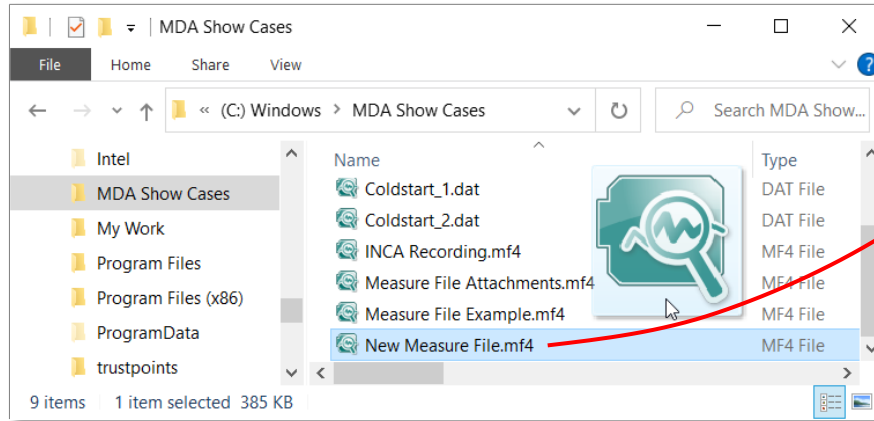 MDA Show Cases
File Home Share View
« (C:) Windows > MDA Show Cases Search MDA Show...
Name Type
Intel
MDA Show Cases
My Work
Program Files
Program Files (x86)
ProgramData
trustpoints
Coldstart_1.dat DAT File
Coldstart_2.dat DAT File
INCA Recording.mf4 MF4 File
Measure File Attachments.mf4 MF4 File
Measure File Example.mf4 MF4 File
New Measure File.mf4 MF4 File
9 items 1 item selected 385 KB